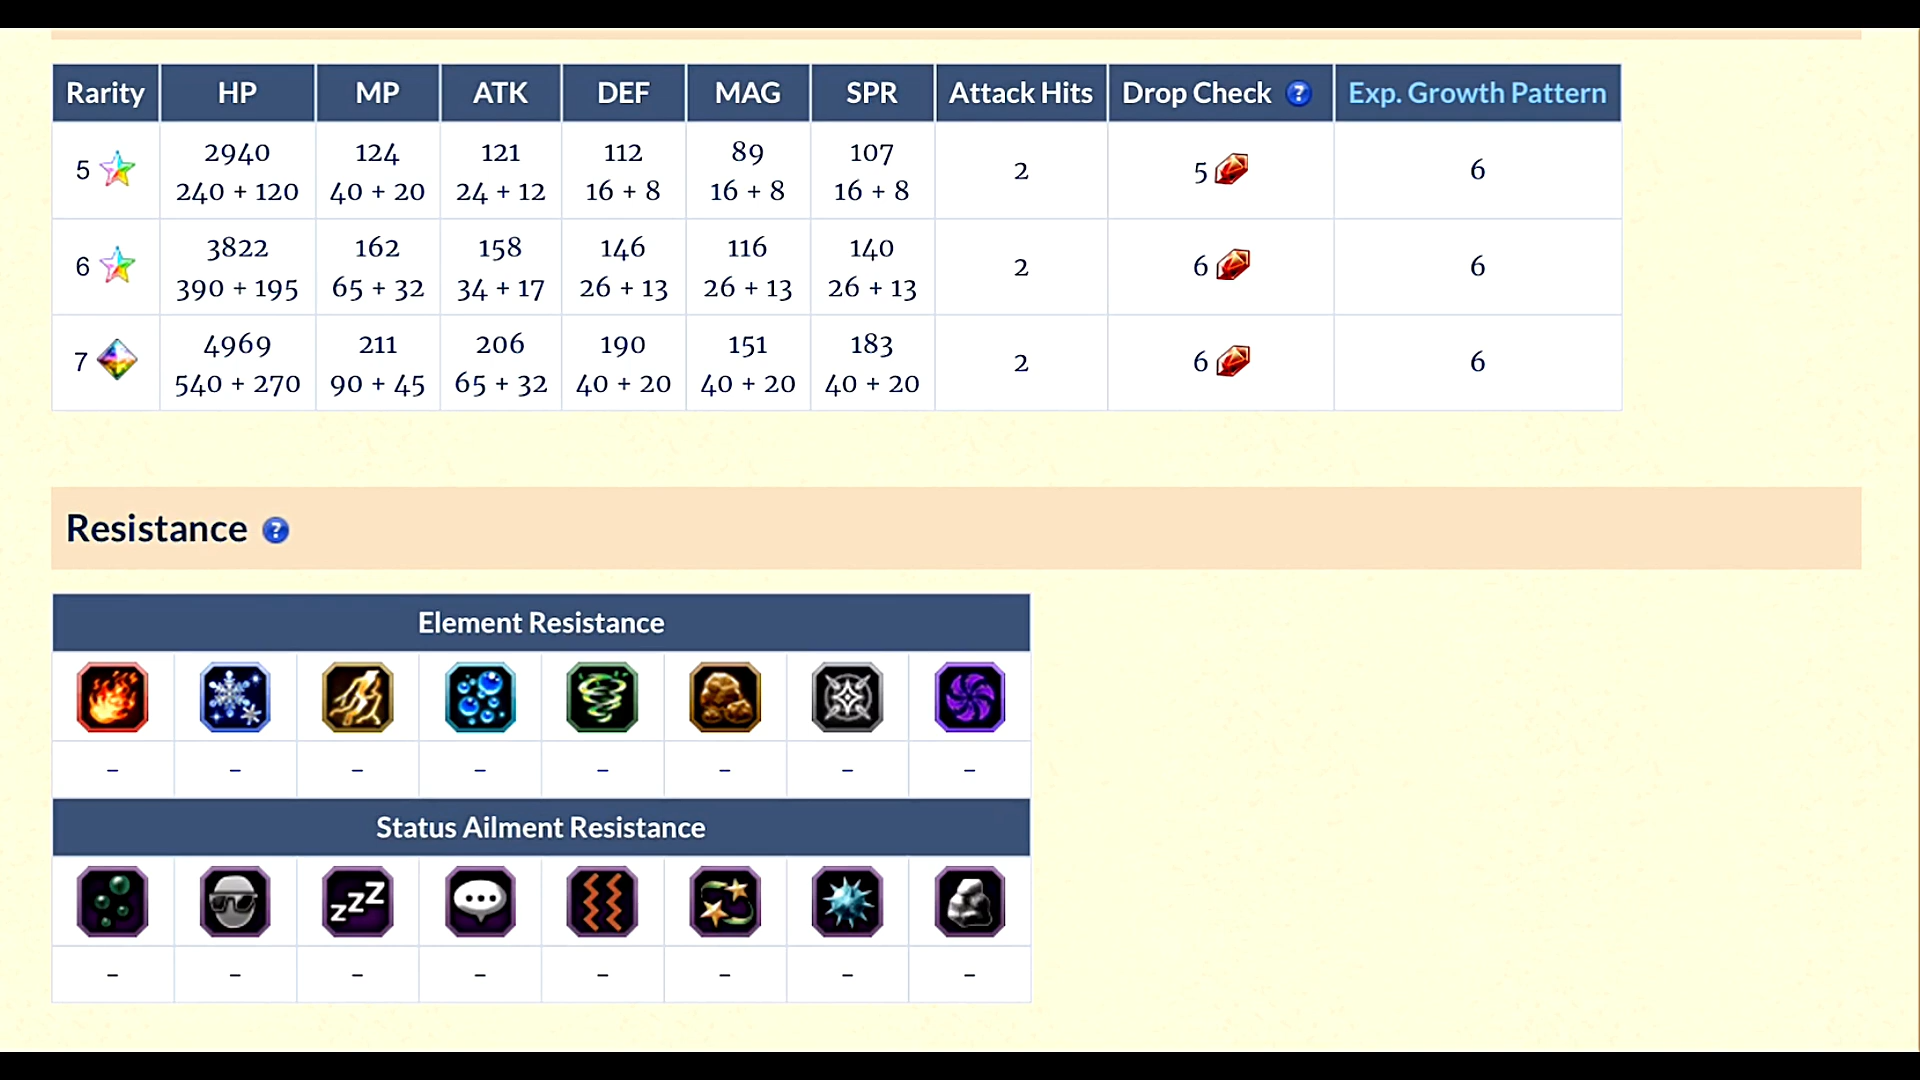 Rarity HP MP ATK DEF MAG SPR Attack Hits Drop Check ? Exp. Growth Pattern
5 2940 124 121 112 89 107 2 5 6
240 + 120 40 + 20 24 + 12 16 + 8 16 + 8 16 + 8
6 3822 162 158 146 116 140 2 6 6
390 + 195 65 + 32 34 + 17 26 + 13 26 + 13 26 + 13
7 4969 211 206 190 151 183 2 6 6
540 + 270 90 + 45 65 + 32 40 + 20 40 + 20 40 + 20
Resistance ?
Element Resistance
– – – – – – – –
Status Ailment Resistance
zzZ ...
– – – – – – – –